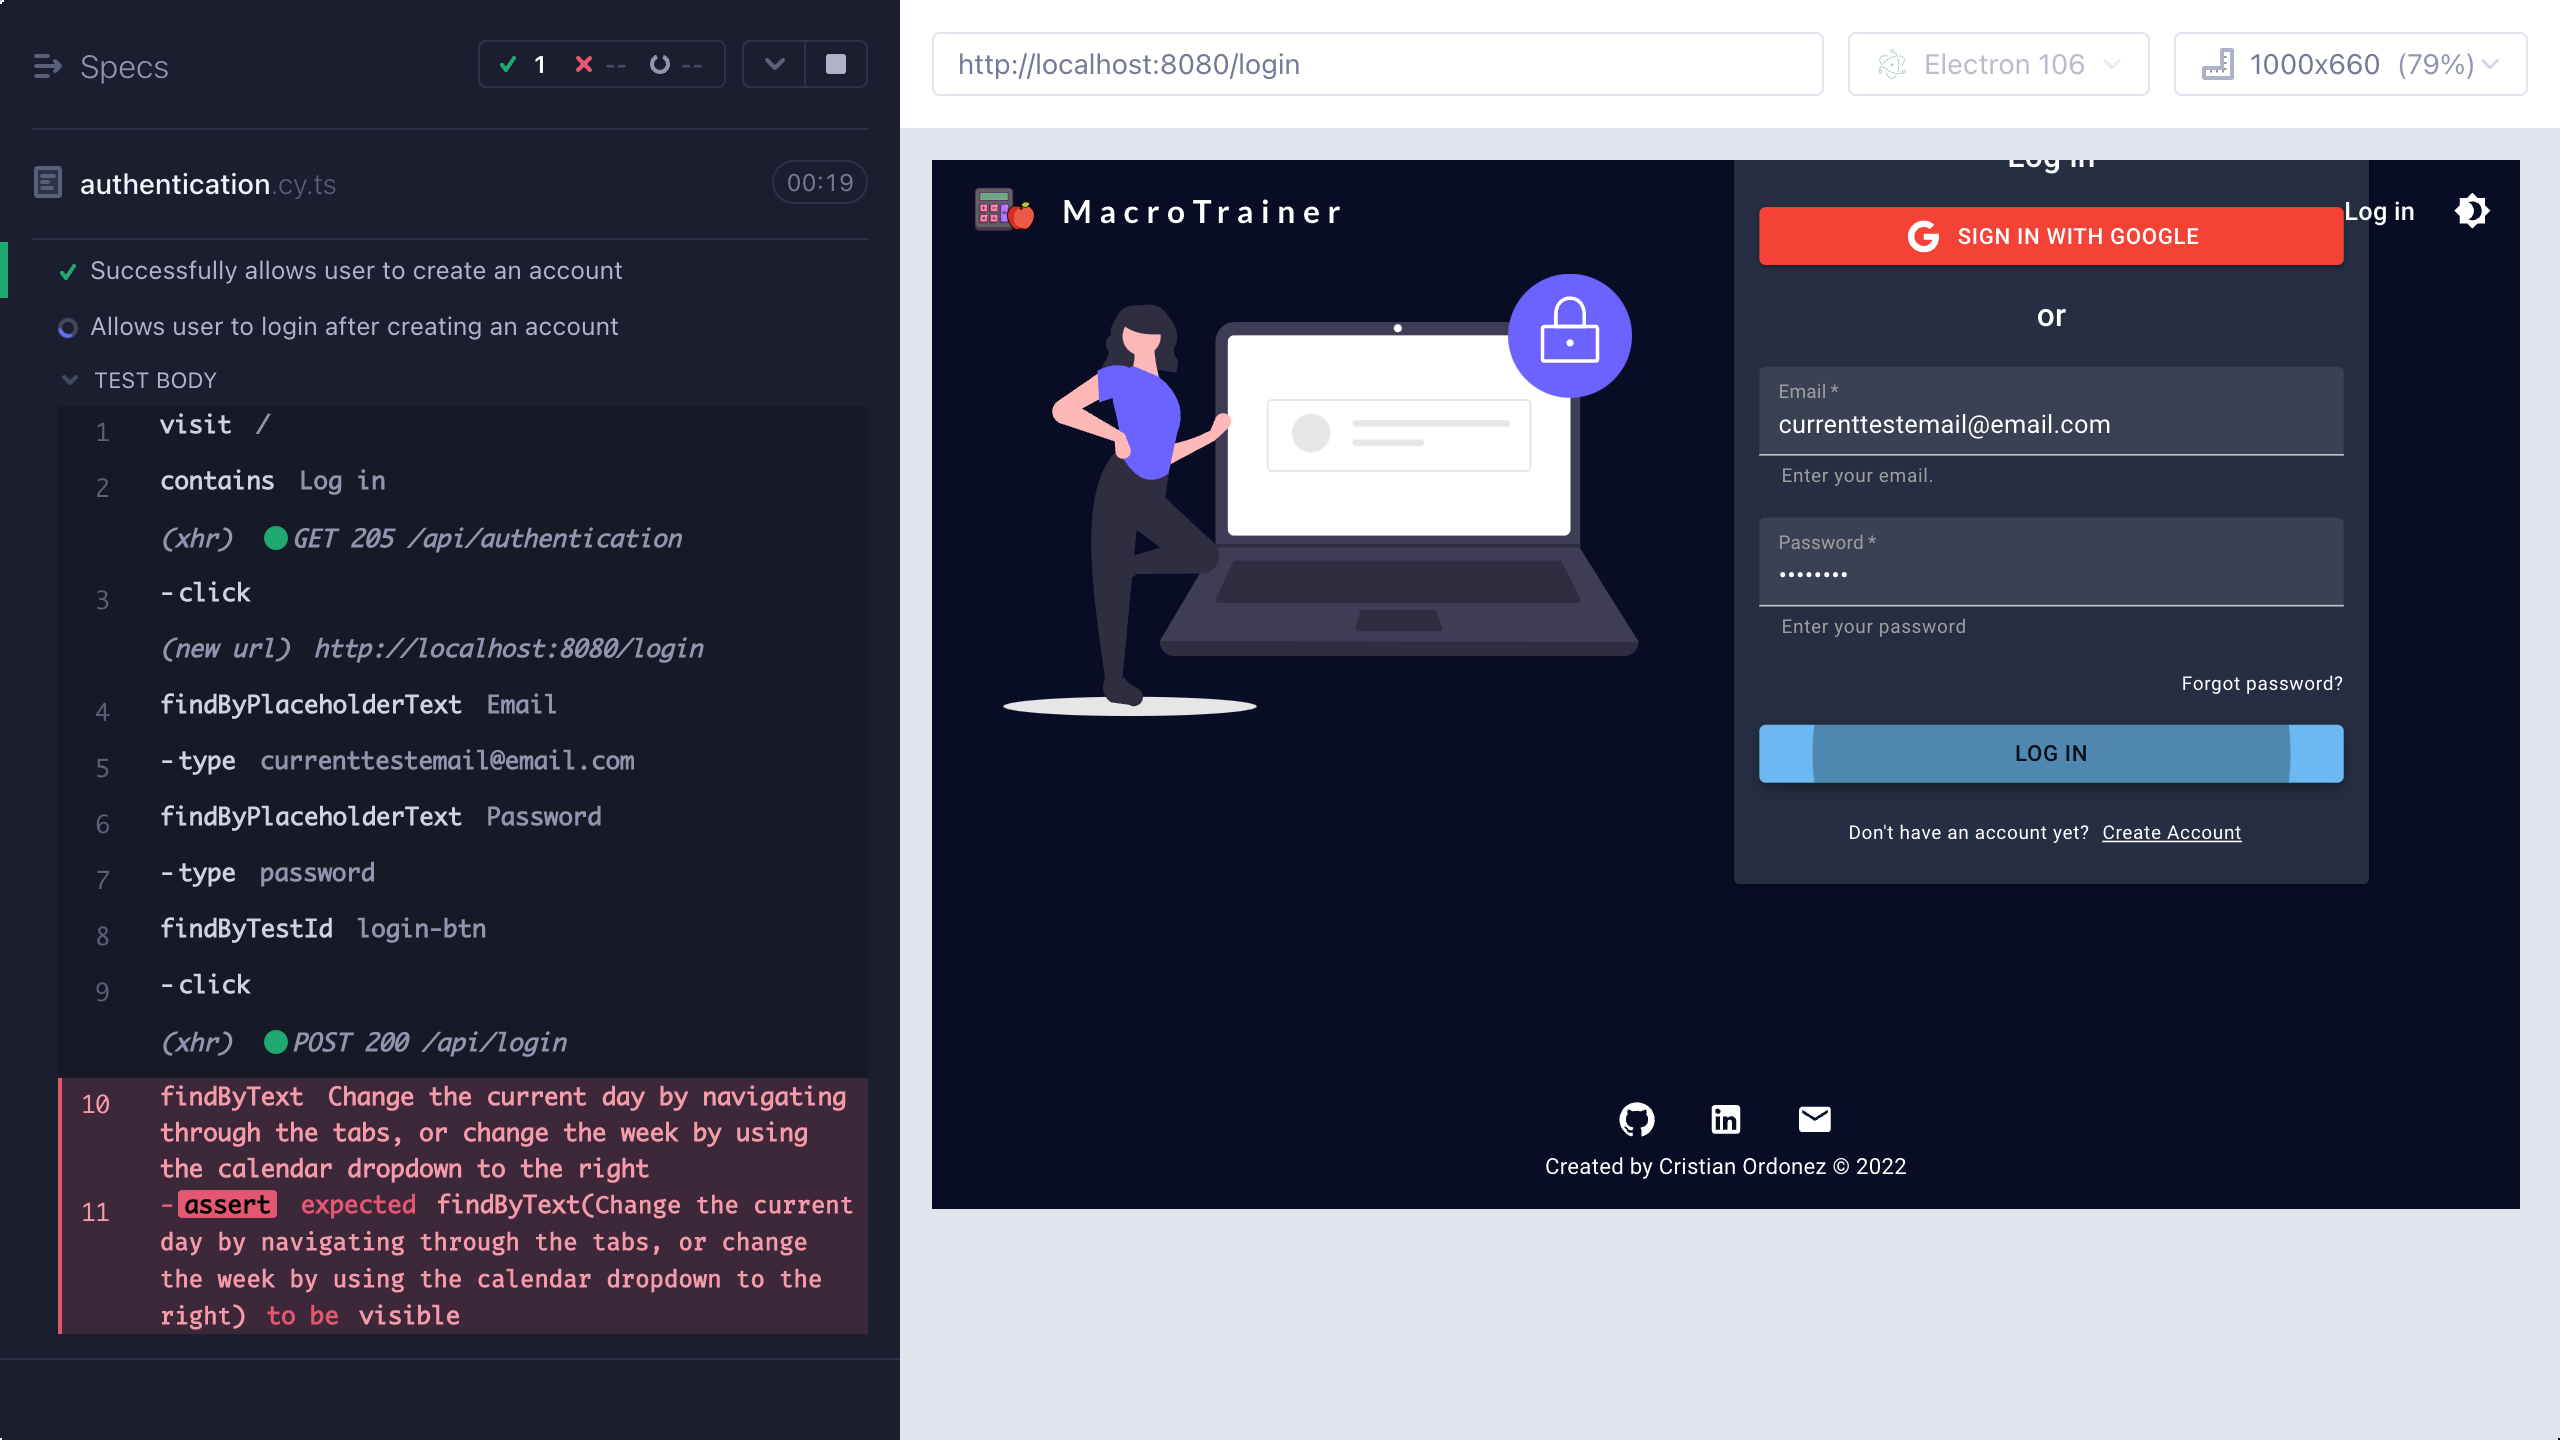 Specs
1
--
--
authentication.cy.ts
00:19
Successfully allows user to create an account
Allows user to login after creating an account
TEST BODY
1 visit /
2 contains Log in
(xhr) GET 205 /api/authentication
3 -click
(new url) http://localhost:8080/login
4 findByPlaceholderText Email
5 -type currenttestemail@email.com
6 findByPlaceholderText Password
7 -type password
8 findByTestId login-btn
9 -click
(xhr) POST 200 /api/login
10 findByText Change the current day by navigating
through the tabs, or change the week by using
the calendar dropdown to the right
11 -assert expected findByText(Change the current
day by navigating through the tabs, or change
the week by using the calendar dropdown to the
right) to be visible
http://localhost:8080/login
Electron 106
1000x660 (79%)
MacroTrainer
Log in
Log in
SIGN IN WITH GOOGLE
or
Email *
currenttestemail@email.com
Enter your email.
Password *
••••••••
Enter your password
Forgot password?
LOG IN
Don't have an account yet? Create Account
Created by Cristian Ordonez © 2022